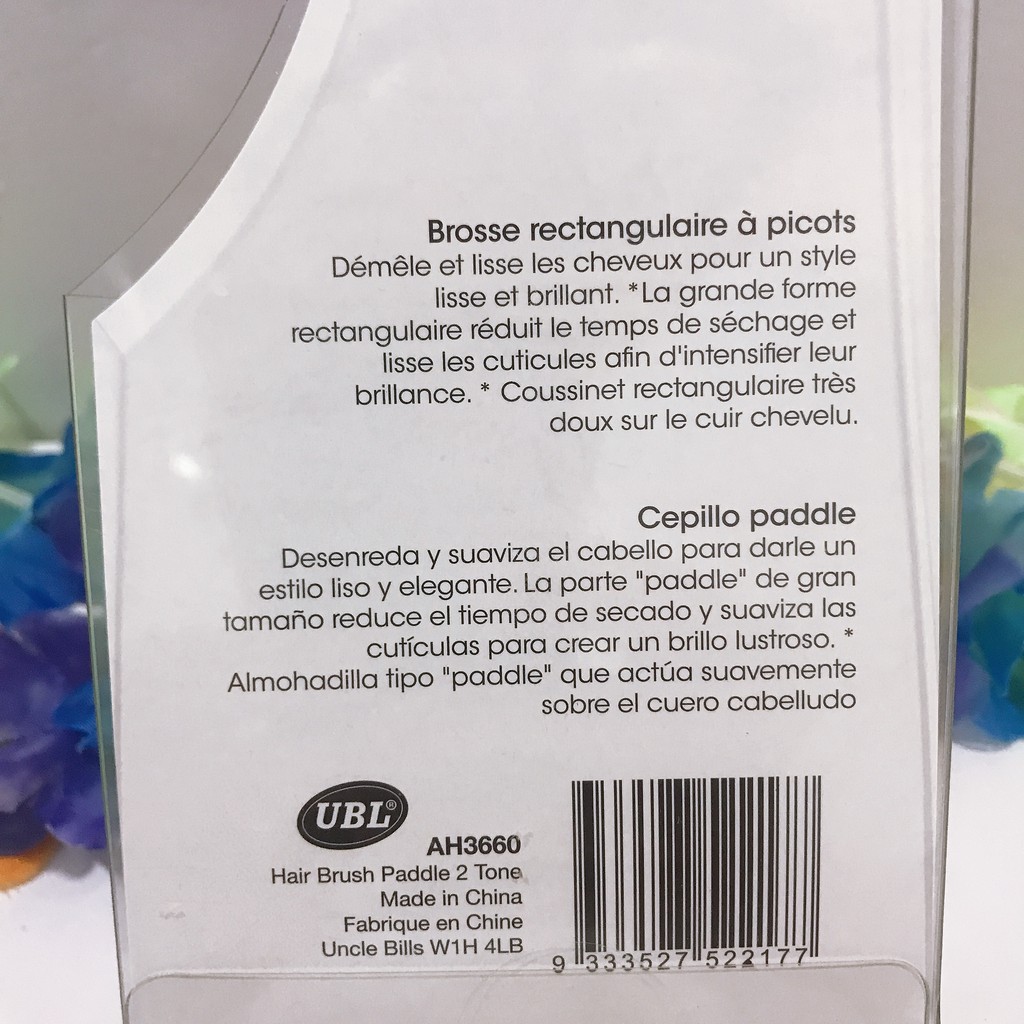 Brosse rectangulaire à picots
Démêle et lisse les cheveux pour un style
lisse et brillant. *La grande forme
rectangulaire réduit le temps de séchage et
lisse les cuticules afin d'intensifier leur
brillance. * Coussinet rectangulaire très
doux sur le cuir chevelu.
Cepillo paddle
Desenreda y suaviza el cabello para darle un
estilo liso y elegante. La parte "paddle" de gran
tamaño reduce el tiempo de secado y suaviza las
cutículas para crear un brillo lustroso. *
Almohadilla tipo "paddle" que actúa suavemente
sobre el cuero cabelludo
UBL®
AH3660
Hair Brush Paddle 2 Tone
Made in China
Fabrique en Chine
Uncle Bills W1H 4LB
9 333527 522177